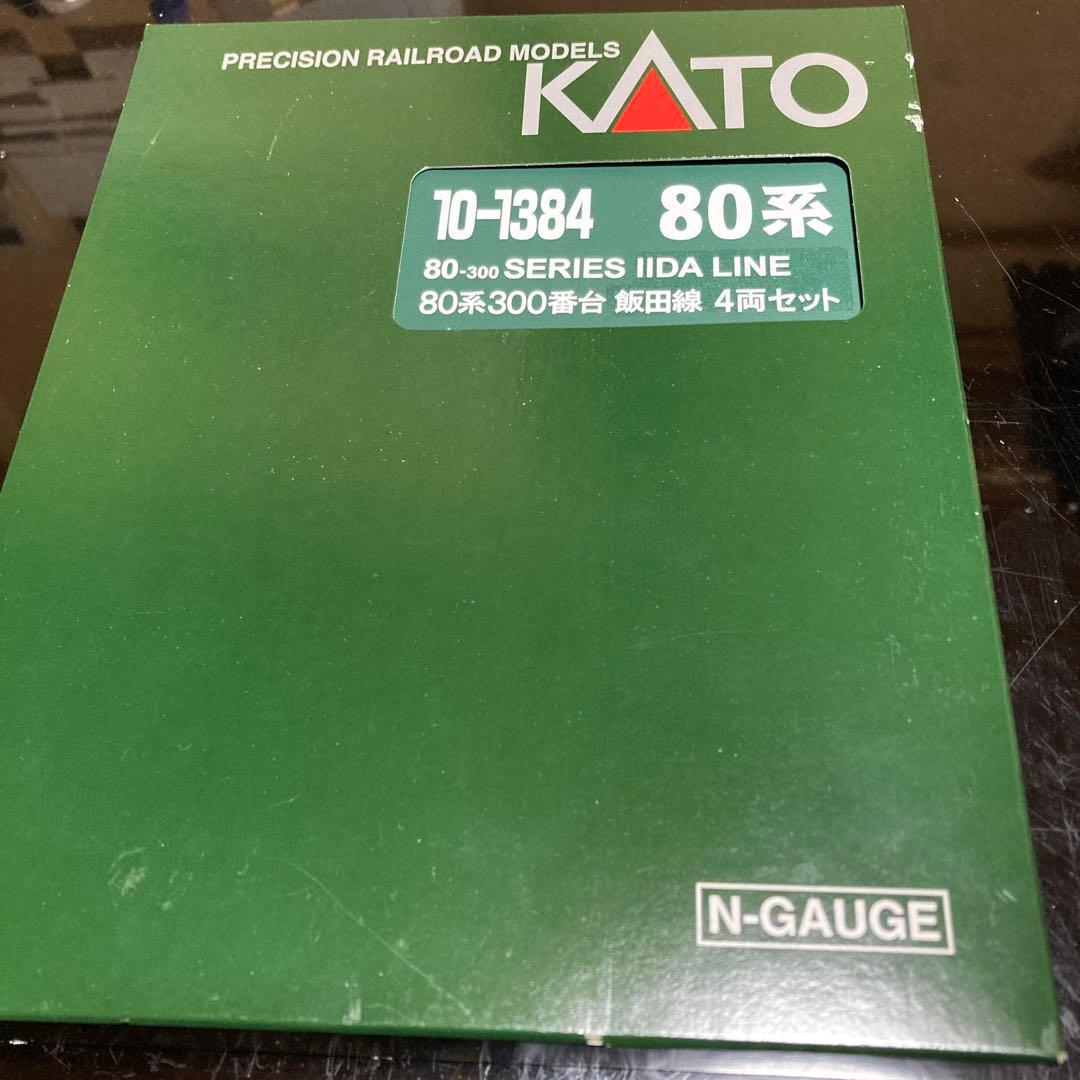 PRECISION RAILROAD MODELS
KATO
10-1384 80系
80-300 SERIES IIDA LINE
80系300番台 飯田線 4両セット
N-GAUGE